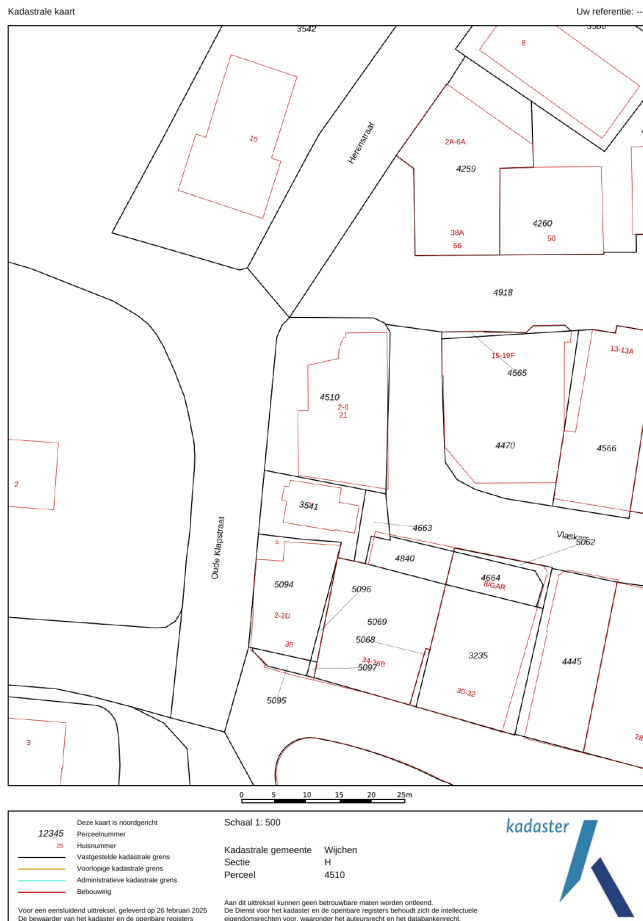 Kadastrale kaart
Uw referentie: --
3542
8
10
Herenstraat
2A-6A
4259
4260
38A
50
56
4918
13-13A
15-19F
4565
4510
2-6
21
4470
4566
2
3541
4663
Oude Klapstraat
5062
4840
4664
8/GAR
5094
5096
2-2D
5069
38
5068
3235
4445
34-36B
5097
30-32
5095
28
3
0 5 10 15 20 25m
Deze kaart is noordgericht
12345 Perceelnummer
25 Huisnummer
Vastgestelde kadastrale grens
Voorlopige kadastrale grens
Administratieve kadastrale grens
Bebouwing
Voor een eensluidend uittreksel, geleverd op 26 februari 2025
De bewaarder van het kadaster en de openbare registers
Schaal 1: 500
Kadastrale gemeente Wijchen
Sectie H
Perceel 4510
Aan dit uittreksel kunnen geen betrouwbare maten worden ontleend.
De Dienst voor het kadaster en de openbare registers behoudt zich de intellectuele
eigendomsrechten voor, waaronder het auteursrecht en het databankenrecht.
kadaster